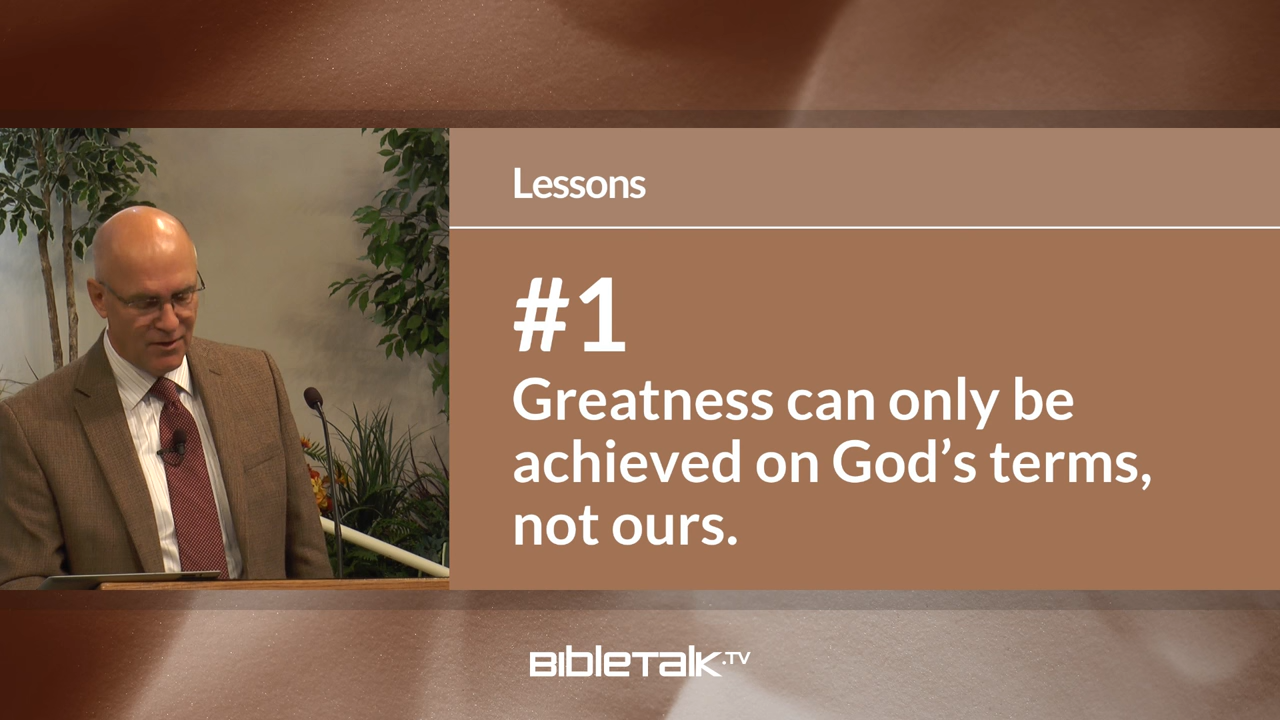 Lessons
#1
Greatness can only be
achieved on God's terms,
not ours.
BIBLETALK.TV